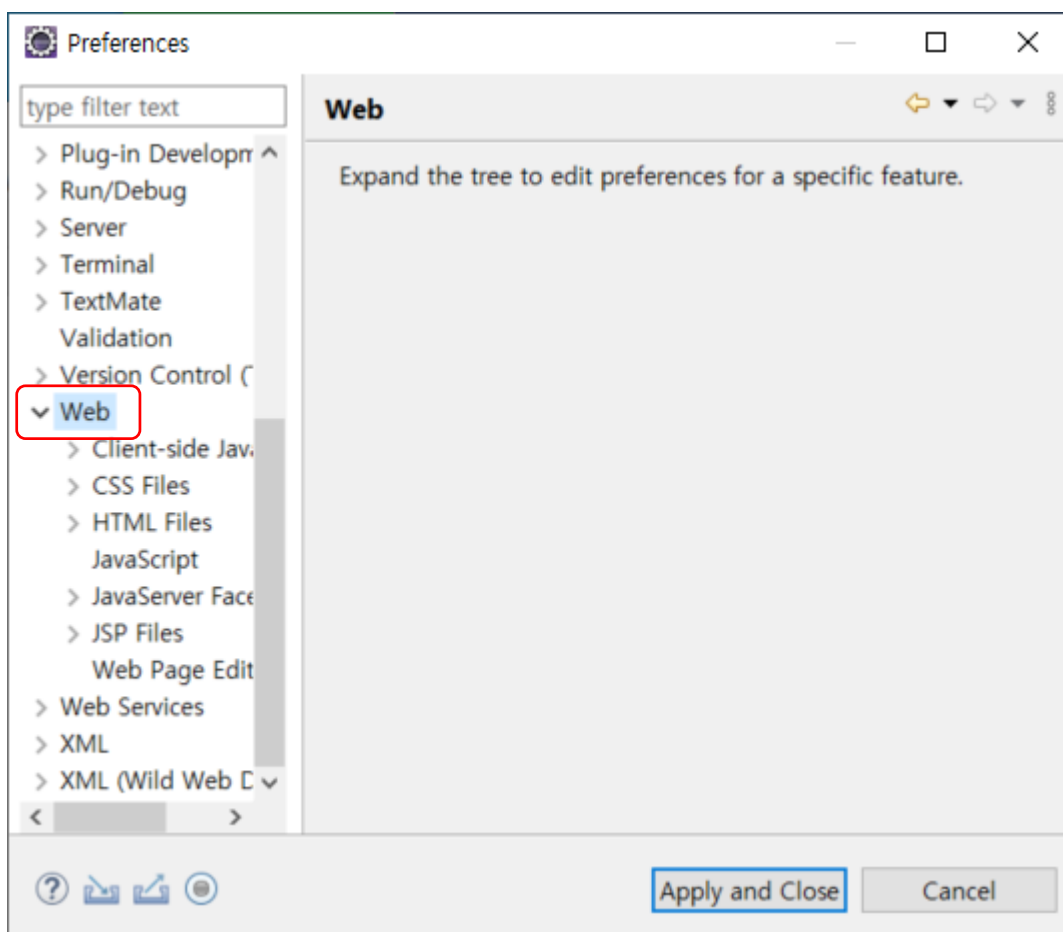 Preferences
type filter text
Web
Expand the tree to edit preferences for a specific feature.
Plug-in Developm
Run/Debug
Server
Terminal
TextMate
Validation
Version Control (
Web
Client-side Java
CSS Files
HTML Files
JavaScript
JavaServer Face
JSP Files
Web Page Edit
Web Services
XML
XML (Wild Web D
Apply and Close
Cancel